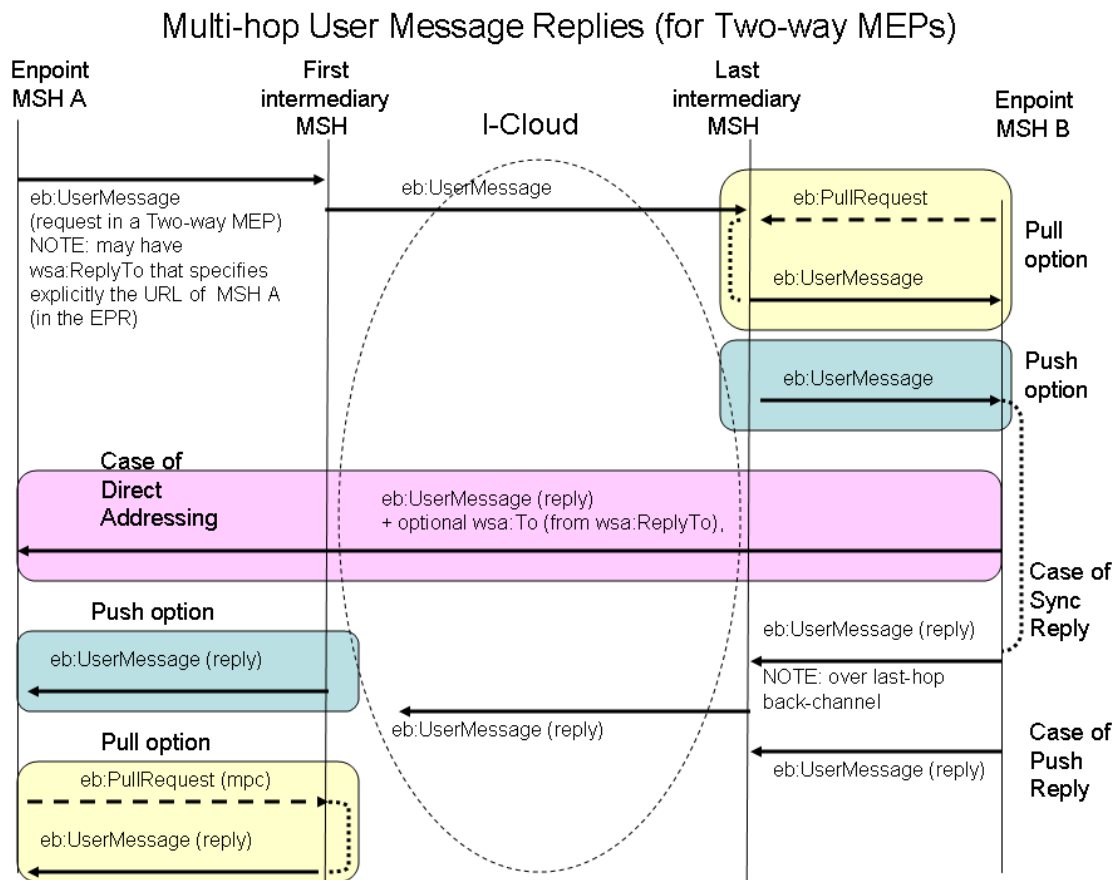 Multi-hop User Message Replies (for Two-way MEPs)
Enpoint
MSH A
First
intermediary
MSH
I-Cloud
Last
intermediary
MSH
Enpoint
MSH B
eb:UserMessage
(request in a Two-way MEP)
NOTE: may have
wsa:ReplyTo that specifies
explicitly the URL of MSH A
(in the EPR)
eb:UserMessage
eb:PullRequest
eb:UserMessage
Pull
option
eb:UserMessage
Push
option
Case of
Direct
Addressing
eb:UserMessage (reply)
+ optional wsa:To (from wsa:ReplyTo),
Case of
Sync
Reply
eb:UserMessage (reply)
NOTE: over last-hop
back-channel
Push option
eb:UserMessage (reply)
eb:UserMessage (reply)
Case of
Push
Reply
eb:UserMessage (reply)
Pull option
eb:PullRequest (mpc)
eb:UserMessage (reply)